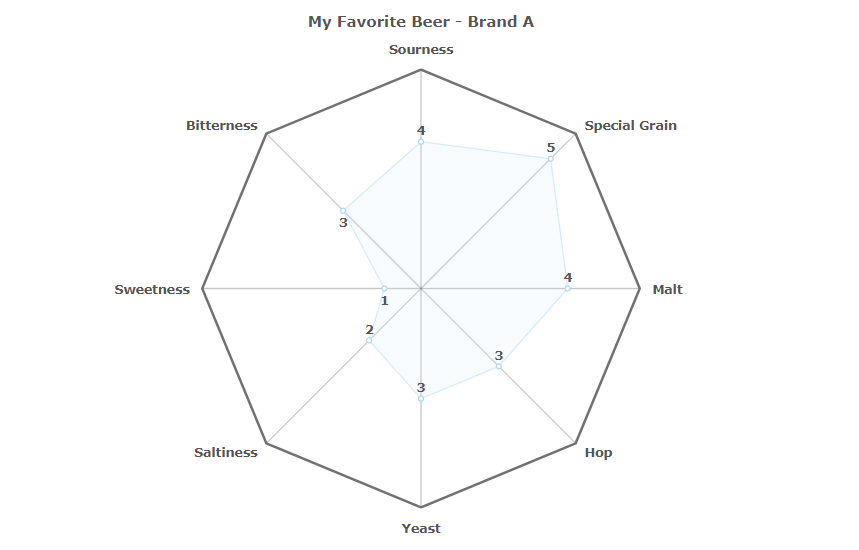 My Favorite Beer - Brand A
Sourness
Bitterness
Special Grain
4
5
3
Sweetness
1
4
Malt
2
3
3
Saltiness
Hop
Yeast